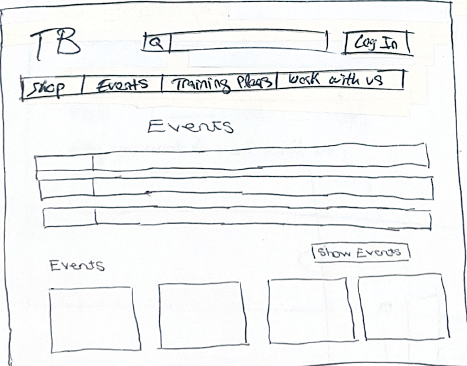 TB
Q
Log In
Shop
Events
Training Plans
work with us
Events
Show Events
Events